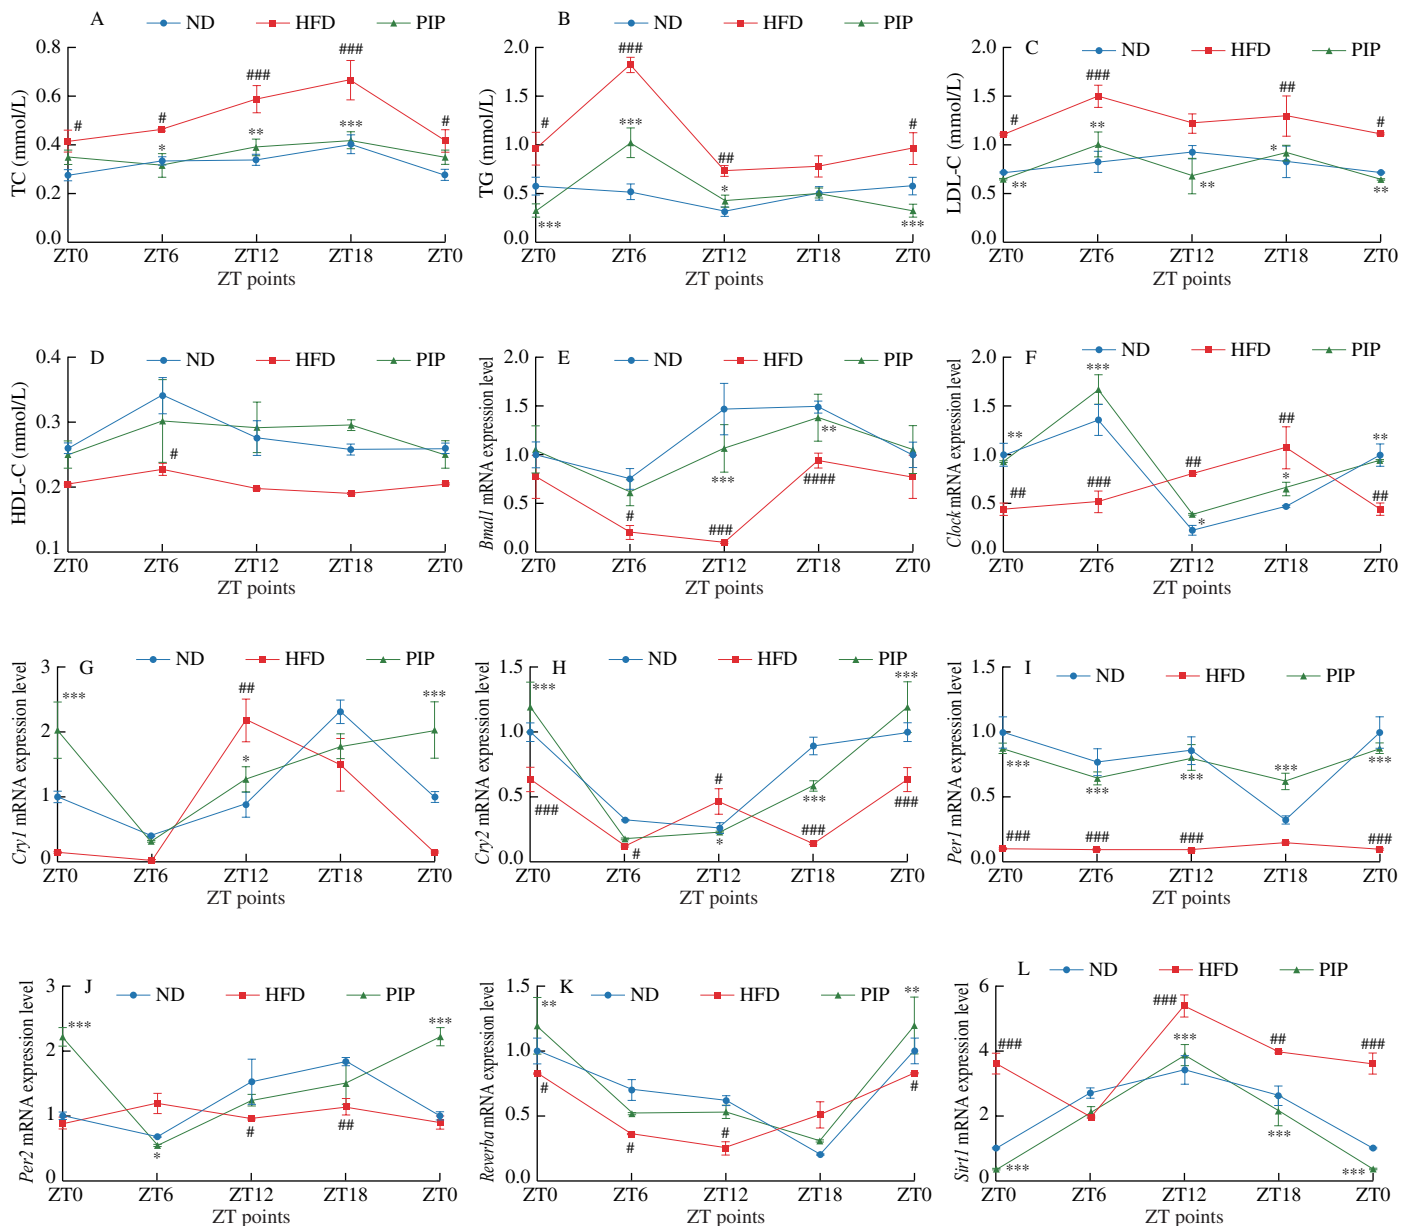 A ND HFD PIP
TC (mmol/L)
0.8
0.6
0.4
0.2
0.0
# # ### ### #
* ** ***
ZT0 ZT6 ZT12 ZT18 ZT0
ZT points
B ND HFD PIP
TG (mmol/L)
2.0
1.5
1.0
0.5
0.0
# ### ## #
*** *** * ***
ZT0 ZT6 ZT12 ZT18 ZT0
ZT points
C ND HFD PIP
LDL-C (mmol/L)
2.0
1.5
1.0
0.5
0.0
# ### ## #
** ** ** * **
ZT0 ZT6 ZT12 ZT18 ZT0
ZT points
D ND HFD PIP
HDL-C (mmol/L)
0.4
0.3
0.2
0.1
#
ZT0 ZT6 ZT12 ZT18 ZT0
ZT points
E ND HFD PIP
Bmal1 mRNA expression level
2.0
1.5
1.0
0.5
0.0
# ### ####
*** **
ZT0 ZT6 ZT12 ZT18 ZT0
ZT points
F ND HFD PIP
Clock mRNA expression level
2.0
1.5
1.0
0.5
0.0
** *** * * **
## ### ## ## ##
ZT0 ZT6 ZT12 ZT18 ZT0
ZT points
G ND HFD PIP
Cry1 mRNA expression level
3
2
1
0
*** * ***
##
ZT0 ZT6 ZT12 ZT18 ZT0
ZT points
H ND HFD PIP
Cry2 mRNA expression level
1.5
1.0
0.5
0.0
*** * *** ***
### # # ### ###
ZT0 ZT6 ZT12 ZT18 ZT0
ZT points
I ND HFD PIP
Per1 mRNA expression level
1.5
1.0
0.5
0.0
*** *** *** *** ***
### ### ### ###
ZT0 ZT6 ZT12 ZT18 ZT0
ZT points
J ND HFD PIP
Per2 mRNA expression level
3
2
1
0
*** * ***
# ##
ZT0 ZT6 ZT12 ZT18 ZT0
ZT points
K ND HFD PIP
Reverba mRNA expression level
1.5
1.0
0.5
0.0
** **
# # # #
ZT0 ZT6 ZT12 ZT18 ZT0
ZT points
L ND HFD PIP
Sirt1 mRNA expression level
6
4
2
0
### ### ## ###
*** *** *** ***
ZT0 ZT6 ZT12 ZT18 ZT0
ZT points